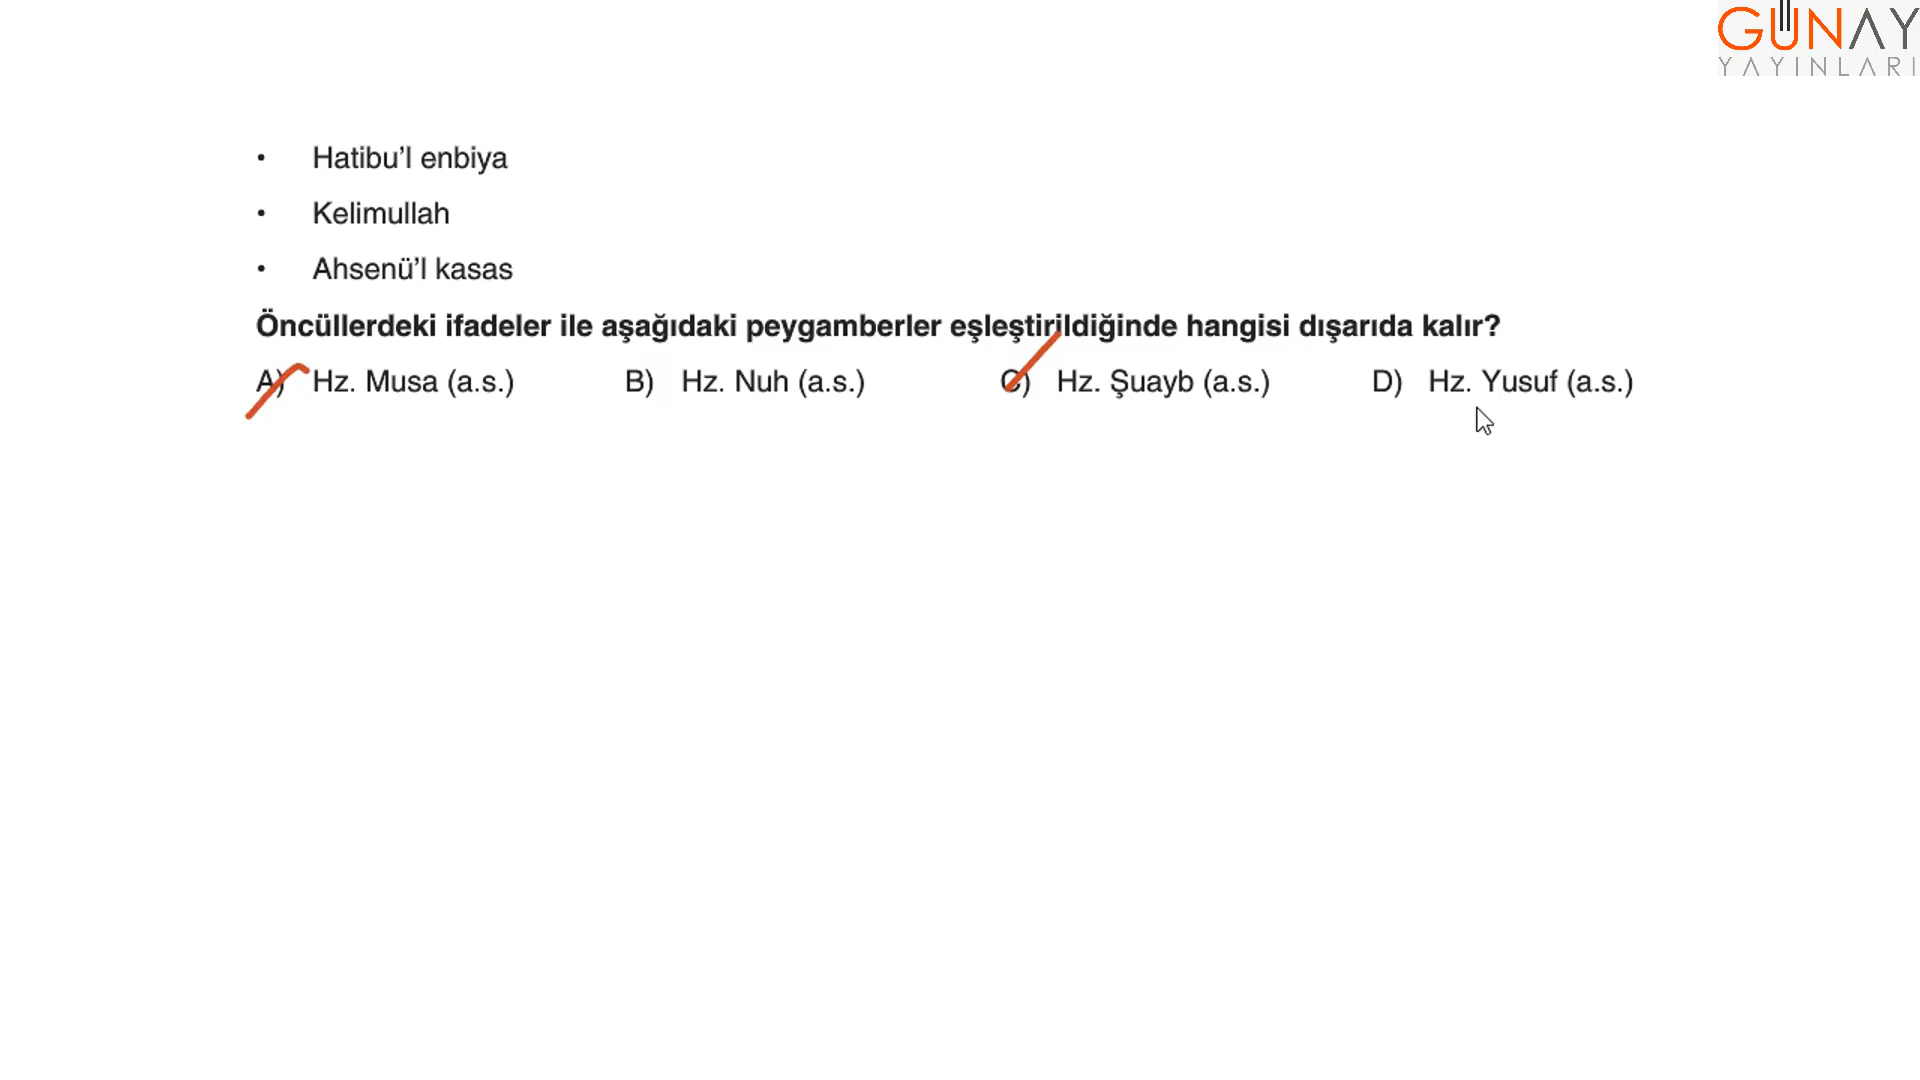 GÜNAY
YAYINLARI
• Hatibu’l enbiya
• Kelimullah
• Ahsenü’l kasas
Öncüllerdeki ifadeler ile aşağıdaki peygamberler eşleştirildiğinde hangisi dışarıda kalır?
A) Hz. Musa (a.s.) B) Hz. Nuh (a.s.) C) Hz. Şuayb (a.s.) D) Hz. Yusuf (a.s.)